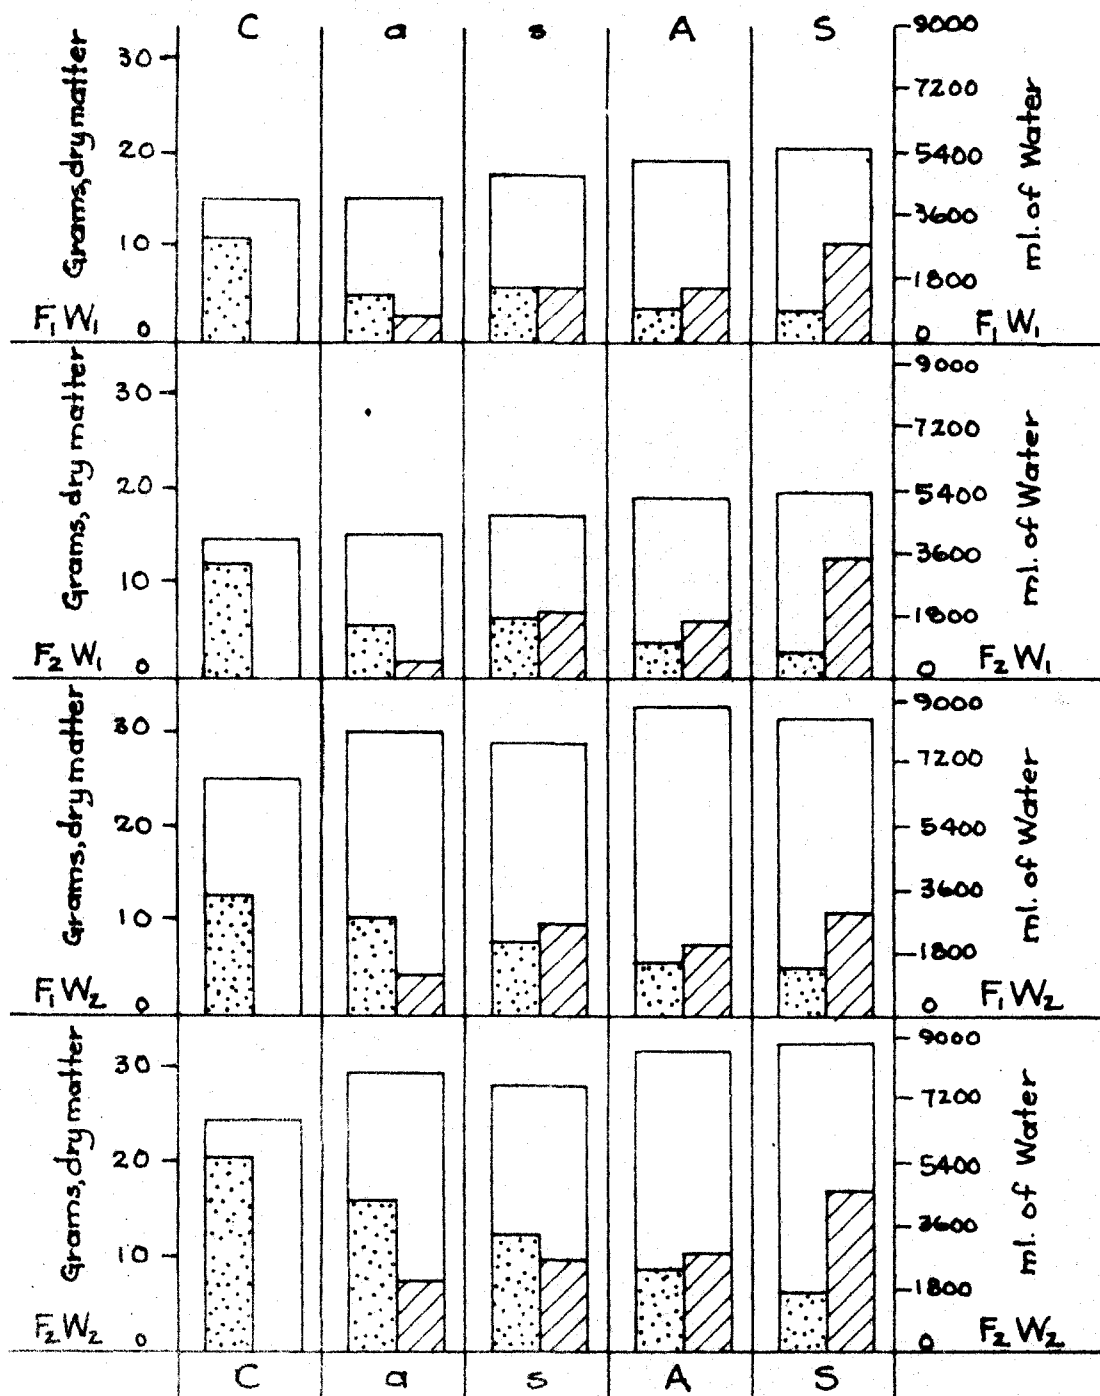 C a s A S
Grams, dry matter
30
20
10
0
F₁ W₁
9000
7200
5400
3600
1800
0
ml. of Water
F₁ W₁
Grams, dry matter
30
20
10
0
F₂ W₁
9000
7200
5400
3600
1800
0
ml. of Water
F₂ W₁
Grams, dry matter
30
20
10
0
F₁ W₂
9000
7200
5400
3600
1800
0
ml. of Water
F₁ W₂
Grams, dry matter
30
20
10
0
F₂ W₂
9000
7200
5400
3600
1800
0
ml. of Water
F₂ W₂
C a s A S